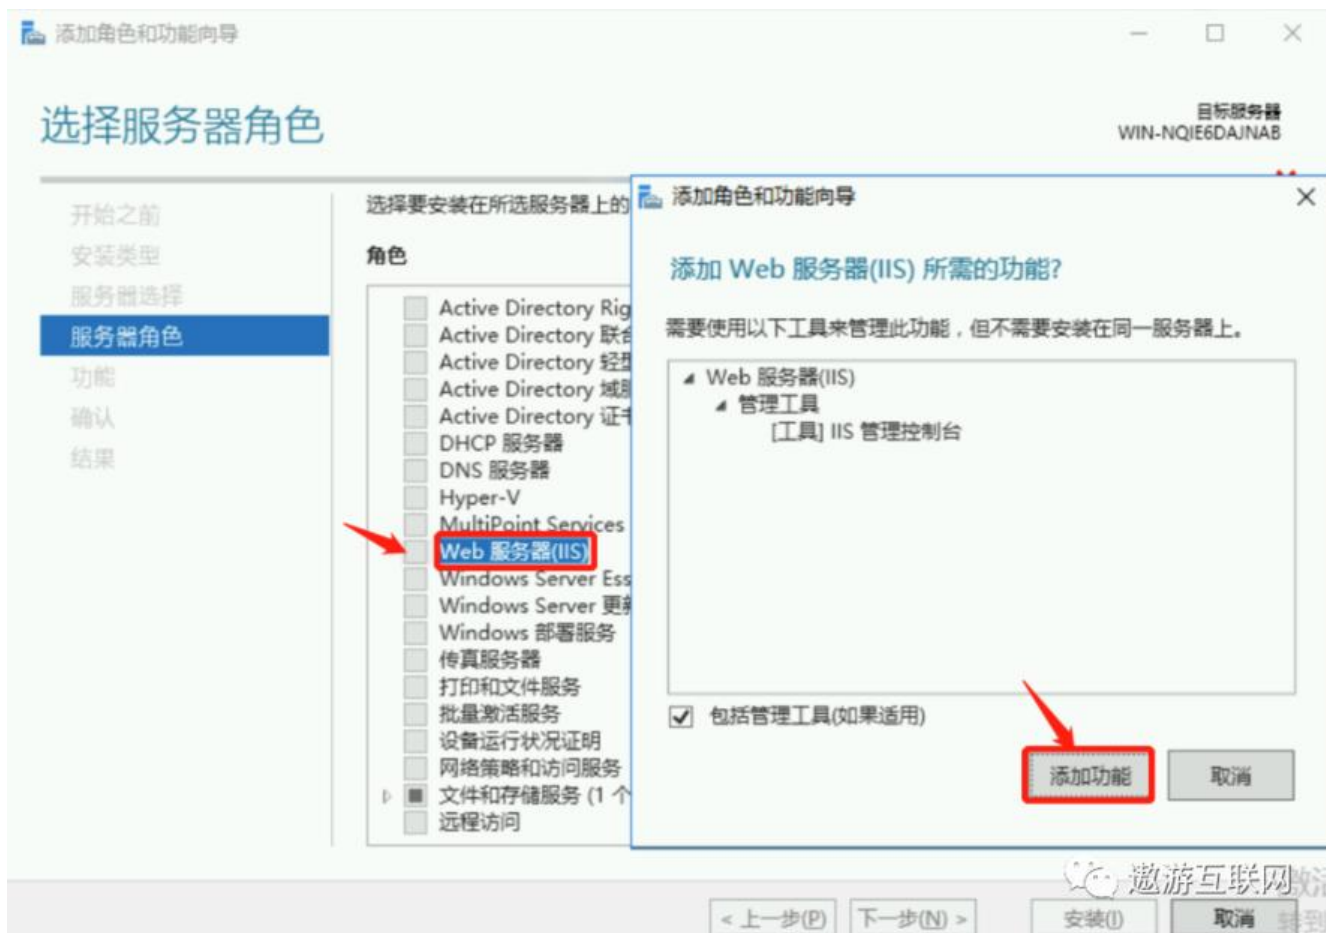 添加角色和功能向导
选择服务器角色
目标服务器
WIN-NQIE6DAJNAB
开始之前
安装类型
服务器选择
服务器角色
功能
确认
结果
选择要安装在所选服务器上的
角色
Active Directory Rig
Active Directory 联合
Active Directory 轻型
Active Directory 域服
Active Directory 证书
DHCP 服务器
DNS 服务器
Hyper-V
MultiPoint Services
Web 服务器(IIS)
Windows Server Ess
Windows Server 更新
Windows 部署服务
传真服务器
打印和文件服务
批量激活服务
设备运行状况证明
网络策略和访问服务
文件和存储服务 (1 个
远程访问
添加角色和功能向导
添加 Web 服务器(IIS) 所需的功能?
需要使用以下工具来管理此功能，但不需要安装在同一服务器上。
Web 服务器(IIS)
管理工具
[工具] IIS 管理控制台
包括管理工具(如果适用)
添加功能
取消
遨游互联网
激活
转到
< 上一步(P)
下一步(N) >
安装(I)
取消